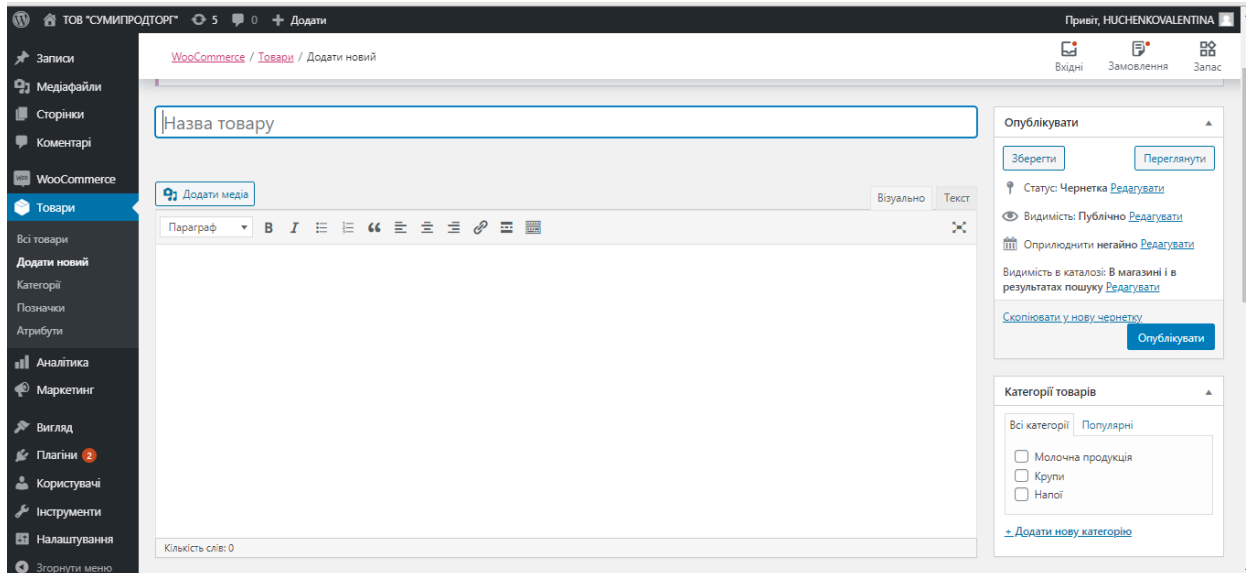 ТОВ "СУМИПРОДТОРГ" 5 0 + Додати Привіт, HUCHENKOVALENTINA
Записи
Медіафайли
Сторінки
Коментарі
WooCommerce
Товари
Всі товари
Додати новий
Категорії
Позначки
Атрибути
Аналітика
Маркетинг
Вигляд
Плагіни 2
Користувачі
Інструменти
Налаштування
Згорнути меню
WooCommerce / Товари / Додати новий
Вхідні Замовлення Запас
Назва товару
Додати медіа
Візуально Текст
Параграф B I
Кількість слів: 0
Опублікувати
Зберегти Переглянути
Статус: Чернетка Редагувати
Видимість: Публічно Редагувати
Оприлюднити негайно Редагувати
Видимість в каталозі: В магазині і в
результатах пошуку Редагувати
Скопіювати у нову чернетку
Опублікувати
Категорії товарів
Всі категорії Популярні
Молочна продукція
Крупи
Напої
+ Додати нову категорію